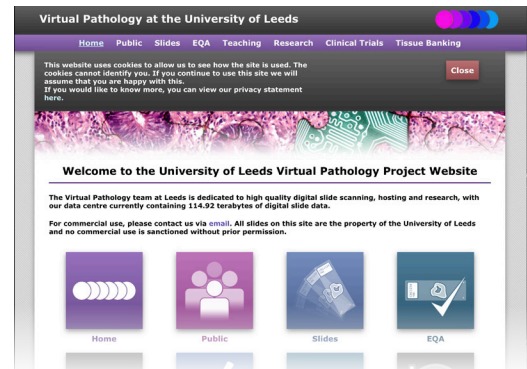 Virtual Pathology at the University of Leeds
Home Public Slides EQA Teaching Research Clinical Trials Tissue Banking
This website uses cookies to allow us to see how the site is used. The
cookies cannot identify you. If you continue to use this site we will
assume that you are happy with this.
If you would like to know more, you can view our privacy statement
here.
Close
Welcome to the University of Leeds Virtual Pathology Project Website
The Virtual Pathology team at Leeds is dedicated to high quality digital slide scanning, hosting and research, with
our data centre currently containing 114.92 terabytes of digital slide data.
For commercial use, please contact us via email. All slides on this site are the property of the University of Leeds
and no commercial use is sanctioned without prior permission.
Home Public Slides EQA